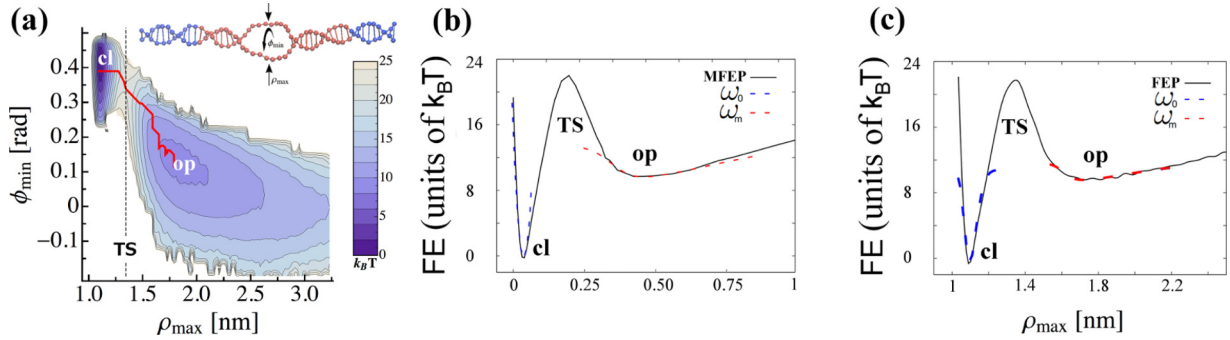 (a)
ϕmin
ρmax
cl
op
TS
0.4
0.3
0.2
0.1
0
−0.1
ϕmin [rad]
1.0 1.5 2.0 2.5 3.0
ρmax [nm]
25
20
15
10
5
0
kBT
(b)
FE (units of kBT)
24
18
12
6
0
MFEP
ω0
ωm
TS
op
cl
0 0.25 0.50 0.75 1
(c)
FE (units of kBT)
24
16
8
0
FEP
ω0
ωm
TS
op
cl
1 1.4 1.8 2.2
ρmax [nm]